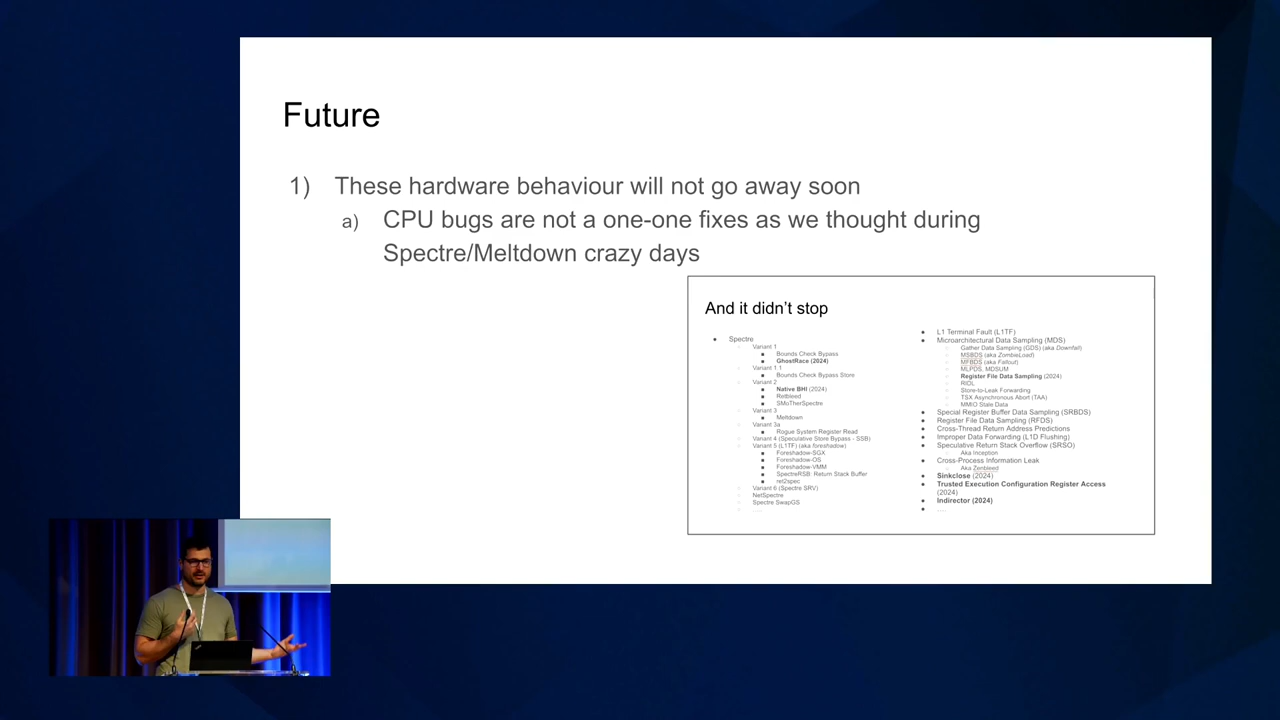 Future
1) These hardware behaviour will not go away soon
a) CPU bugs are not a one-one fixes as we thought during
Spectre/Meltdown crazy days
And it didn't stop
Spectre
Variant 1
Bounds Check Bypass
GhostRace (2024)
Variant 1.1
Bounds Check Bypass Store
Variant 2
Native BHI (2024)
Retbleed
SMoTherSpectre
Variant 3
Meltdown
Variant 3a
Rogue System Register Read
Variant 4 (Speculative Store Bypass - SSB)
Variant 5 (L1TF) (aka foreshadow)
Foreshadow-SGX
Foreshadow-OS
Foreshadow-VMM
SpectreRSB: Return Stack Buffer
ret2spec
Variant 6 (Spectre SRV)
NetSpectre
Spectre SwapGS
.....
L1 Terminal Fault (L1TF)
Microarchitectural Data Sampling (MDS)
Gather Data Sampling (GDS) (aka Downfall)
MSBDS (aka ZombieLoad)
MFBDS (aka Fallout)
MLPDS, MDSUM
Register File Data Sampling (2024)
RIDL
Store-to-Leak Forwarding
TSX Asynchronous Abort (TAA)
MMIO Stale Data
Special Register Buffer Data Sampling (SRBDS)
Register File Data Sampling (RFDS)
Cross-Thread Return Address Predictions
Improper Data Forwarding (L1D Flushing)
Speculative Return Stack Overflow (SRSO)
Aka Inception
Cross-Process Information Leak
Aka Zenbleed
Sinkclose (2024)
Trusted Execution Configuration Register Access
(2024)
Indirector (2024)
....